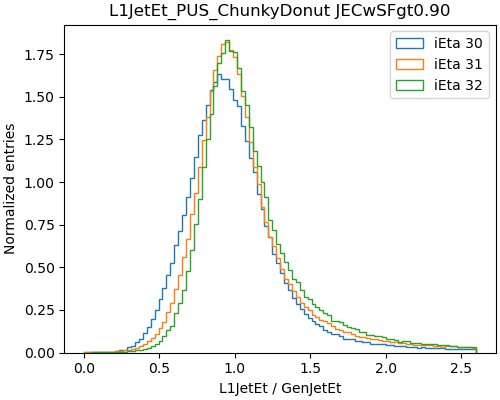 L1JetEt_PUS_ChunkyDonut JECwSFgt0.90
iEta 30
iEta 31
iEta 32
Normalized entries
1.75
1.50
1.25
1.00
0.75
0.50
0.25
0.00
0.0 0.5 1.0 1.5 2.0 2.5
L1JetEt / GenJetEt